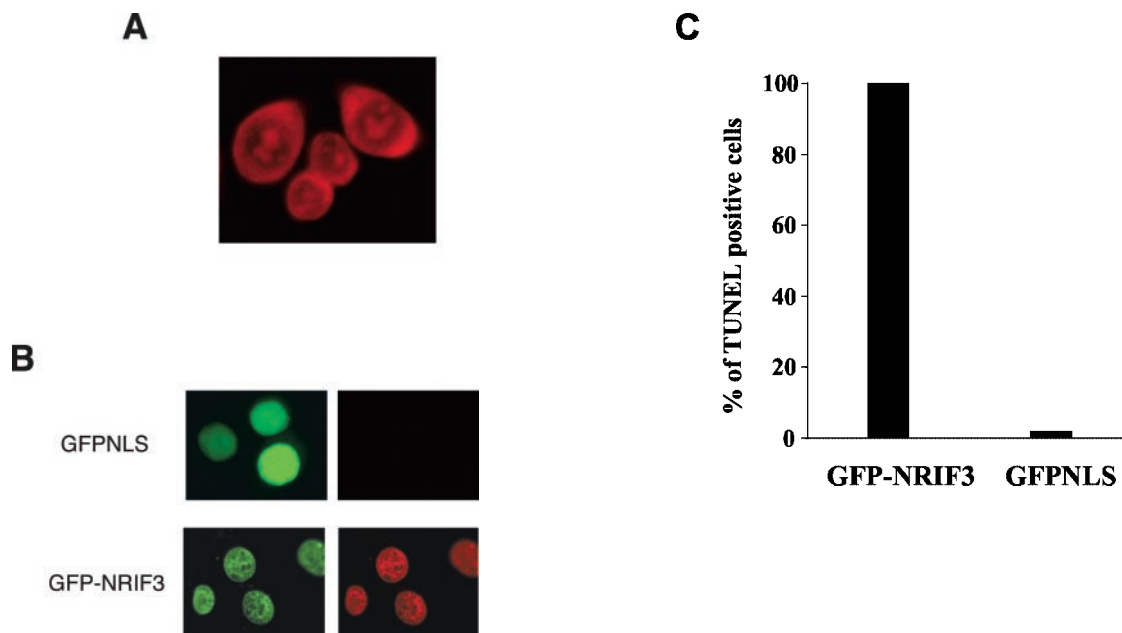 A
B
GFPNLS
GFP-NRIF3
C
% of TUNEL positive cells
100
80
60
40
20
0
GFP-NRIF3 GFPNLS